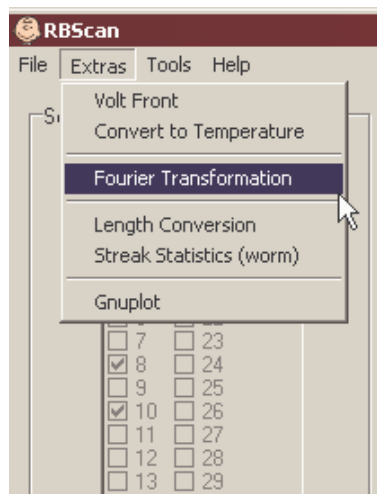 RBScan
File Extras Tools Help
Volt Front
Convert to Temperature
Fourier Transformation
Length Conversion
Streak Statistics (worm)
Gnuplot
7 23
8 24
9 25
10 26
11 27
12 28
13 29